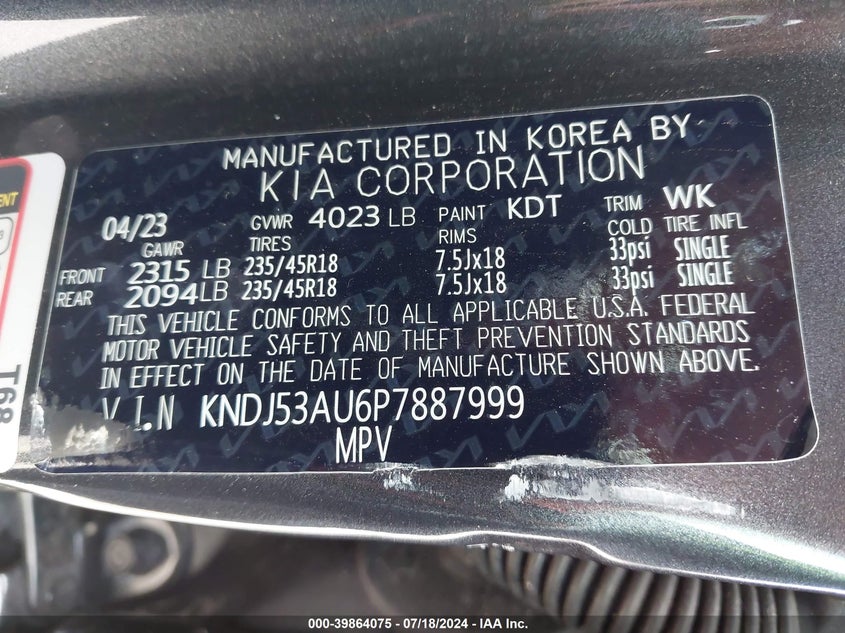 MANUFACTURED IN KOREA BY
KIA CORPORATION
04/23 GVWR 4023 LB PAINT KDT TRIM WK
GAWR TIRES RIMS COLD TIRE INFL
FRONT 2315 LB 235/45R18 7.5Jx18 33psi SINGLE
REAR 2094 LB 235/45R18 7.5Jx18 33psi SINGLE
THIS VEHICLE CONFORMS TO ALL APPLICABLE U.S.A. FEDERAL
MOTOR VEHICLE SAFETY AND THEFT PREVENTION STANDARDS
IN EFFECT ON THE DATE OF MANUFACTURE SHOWN ABOVE.
V I.N KNDJ53AU6P7887999
MPV
T68
000-39864075 - 07/18/2024 - IAA Inc.